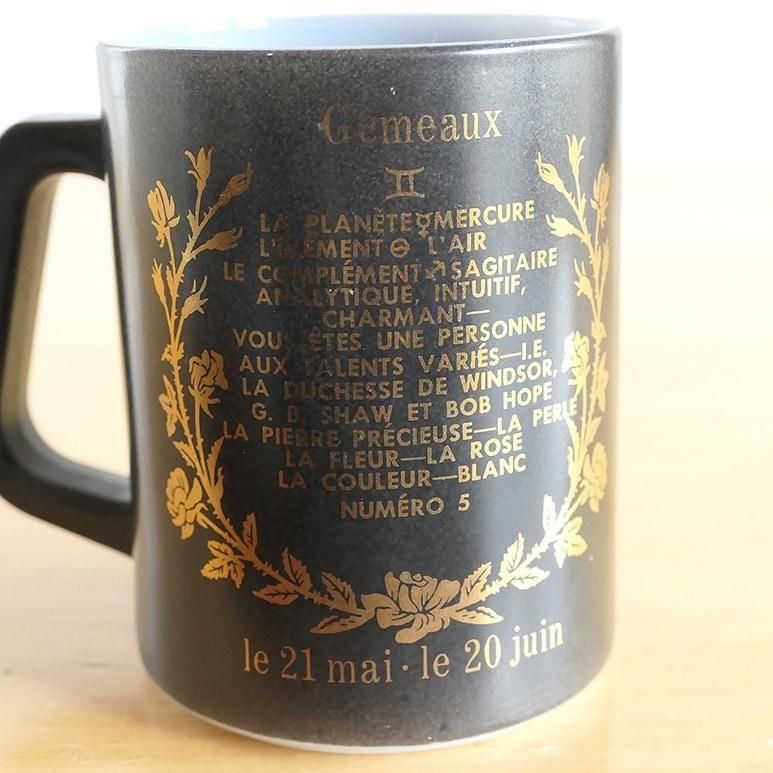 Gémeaux
♊
LA PLANÈTE☿MERCURE
L'ÉLÉMENT ⊖ L'AIR
LE COMPLÉMENT♐SAGITAIRE
ANALYTIQUE, INTUITIF,
CHARMANT—
VOUS ÊTES UNE PERSONNE
AUX TALENTS VARIÉS—I.E.
LA DUCHESSE DE WINDSOR,
G. B. SHAW ET BOB HOPE
LA PIERRE PRÉCIEUSE—LA PERLE
LA FLEUR—LA ROSE
LA COULEUR—BLANC
NUMÉRO 5
le 21 mai · le 20 juin